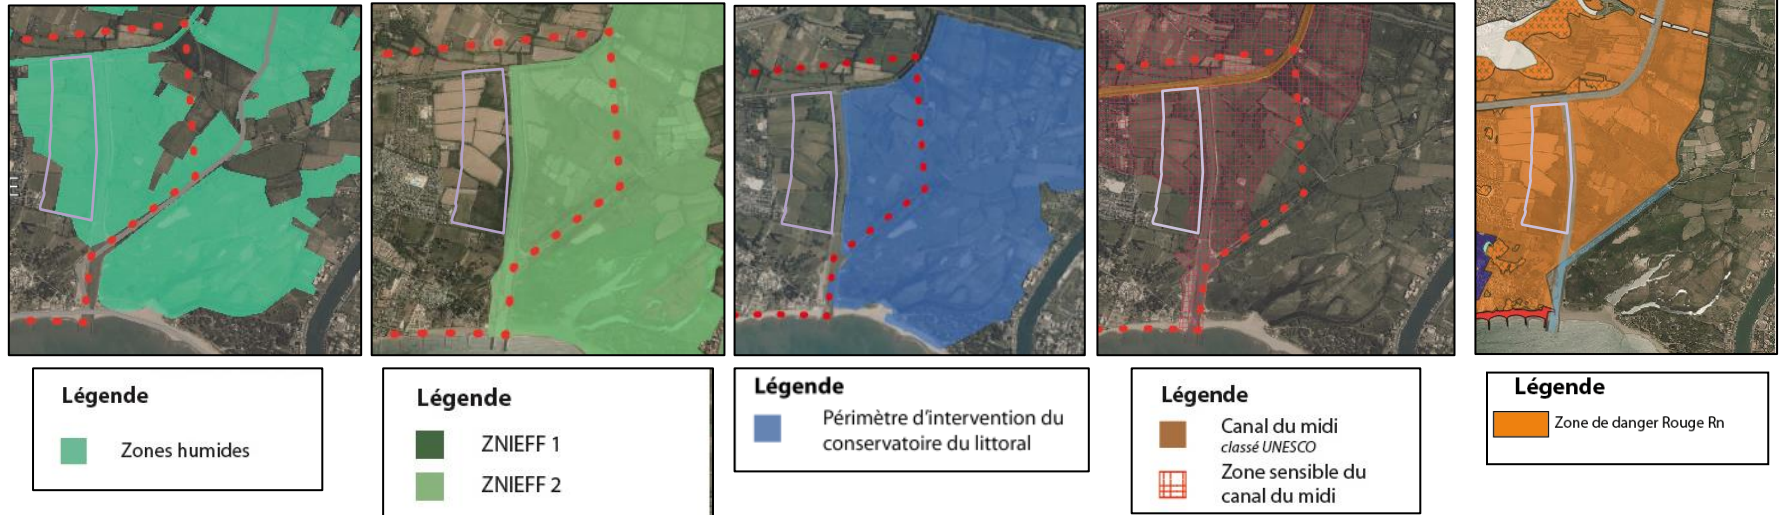 Légende
Zones humides
Légende
ZNIEFF 1
ZNIEFF 2
Légende
Périmètre d'intervention du
conservatoire du littoral
Légende
Canal du midi
classé UNESCO
Zone sensible du
canal du midi
Légende
Zone de danger Rouge Rn